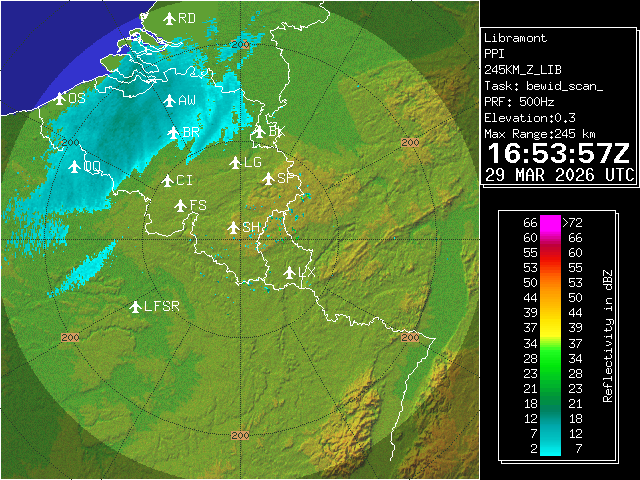 RD
200
OS
AW
BR
BK
200
200
QQ
LG
CI
SP
FS
SH
LX
LFSR
200
200
200
Libramont
PPI
245KM_Z_LIB
Task: bewid_scan_
PRF: 500Hz
Elevation:0.3
Max Range:245 km
16:53:57Z
29 MAR 2026 UTC
66 >72
60 66
55 60
53 55
50 53
44 50
39 44
37 39
34 37
28 34
23 28
21 23
18 21
12 18
7 12
2 7
Reflectivity in dBZ